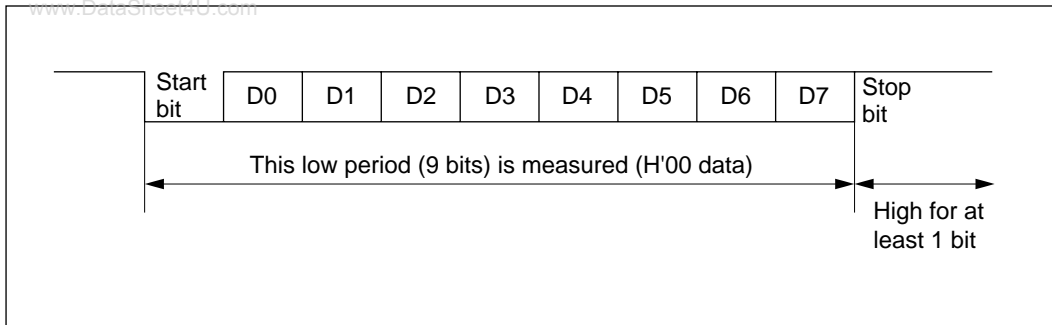 www.DataSheet4U.com
Start
bit
D0 D1 D2 D3 D4 D5 D6 D7
Stop
bit
This low period (9 bits) is measured (H'00 data)
High for at
least 1 bit